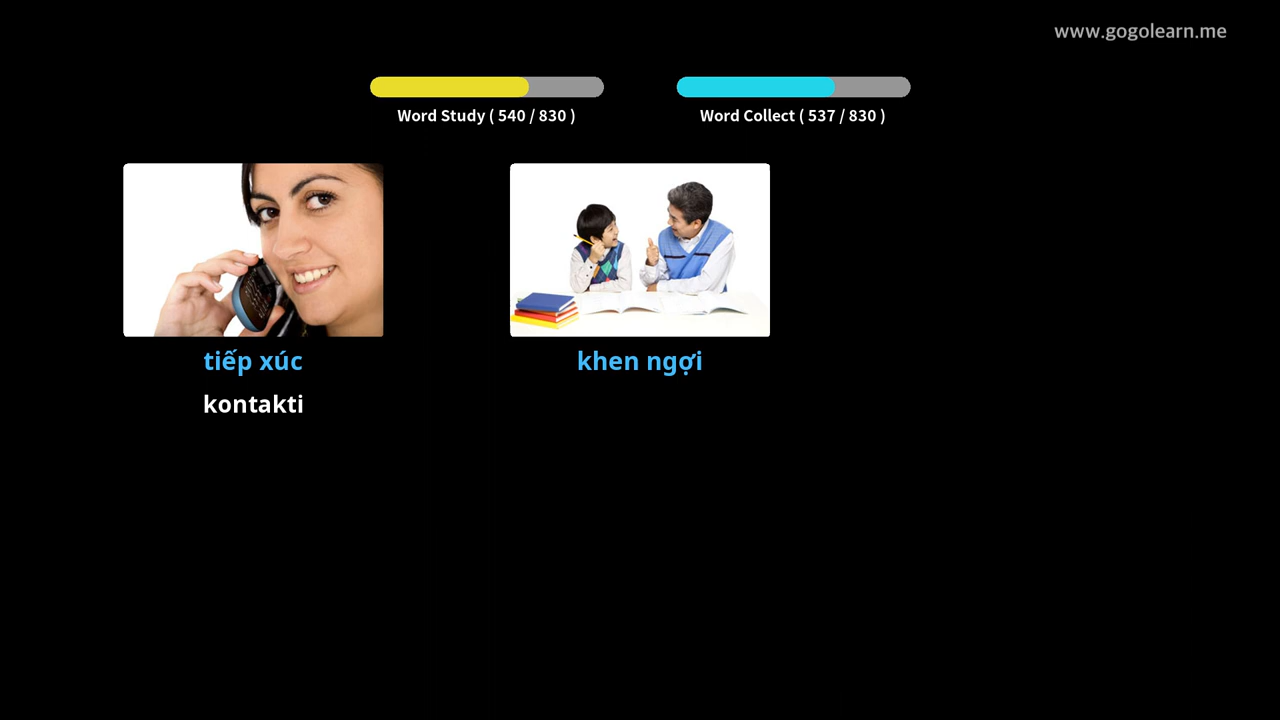 www.gogolearn.me
Word Study ( 540 / 830 )
Word Collect ( 537 / 830 )
tiếp xúc
khen ngợi
kontakti